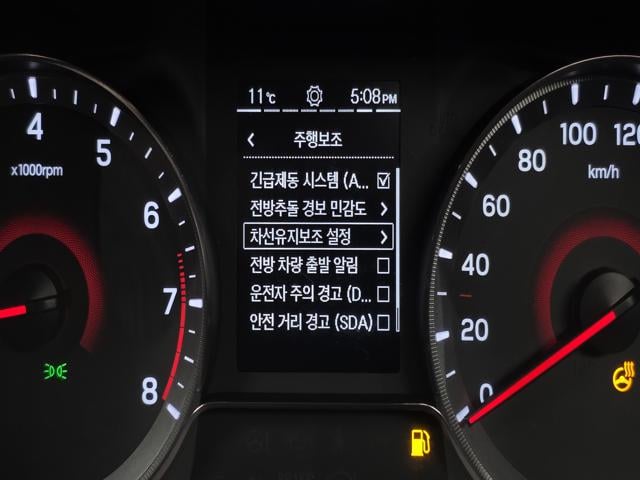 11℃ 5:08PM
주행보조
긴급제동 시스템 (A...
전방추돌 경보 민감도
차선유지보조 설정
전방 차량 출발 알림
운전자 주의 경고 (D...
안전 거리 경고 (SDA)
4
5
6
7
8
x1000rpm
0
20
40
60
80
100
120
km/h